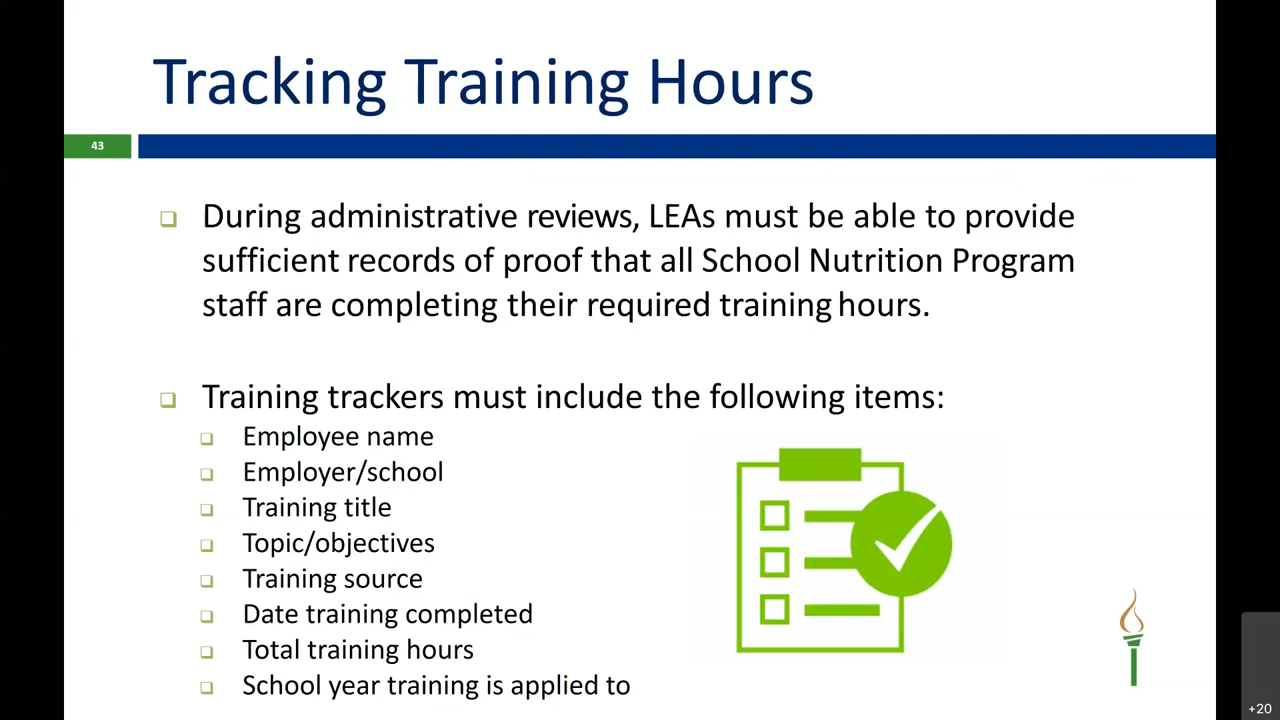 Tracking Training Hours
43
During administrative reviews, LEAs must be able to provide
sufficient records of proof that all School Nutrition Program
staff are completing their required training hours.
Training trackers must include the following items:
Employee name
Employer/school
Training title
Topic/objectives
Training source
Date training completed
Total training hours
School year training is applied to
+20